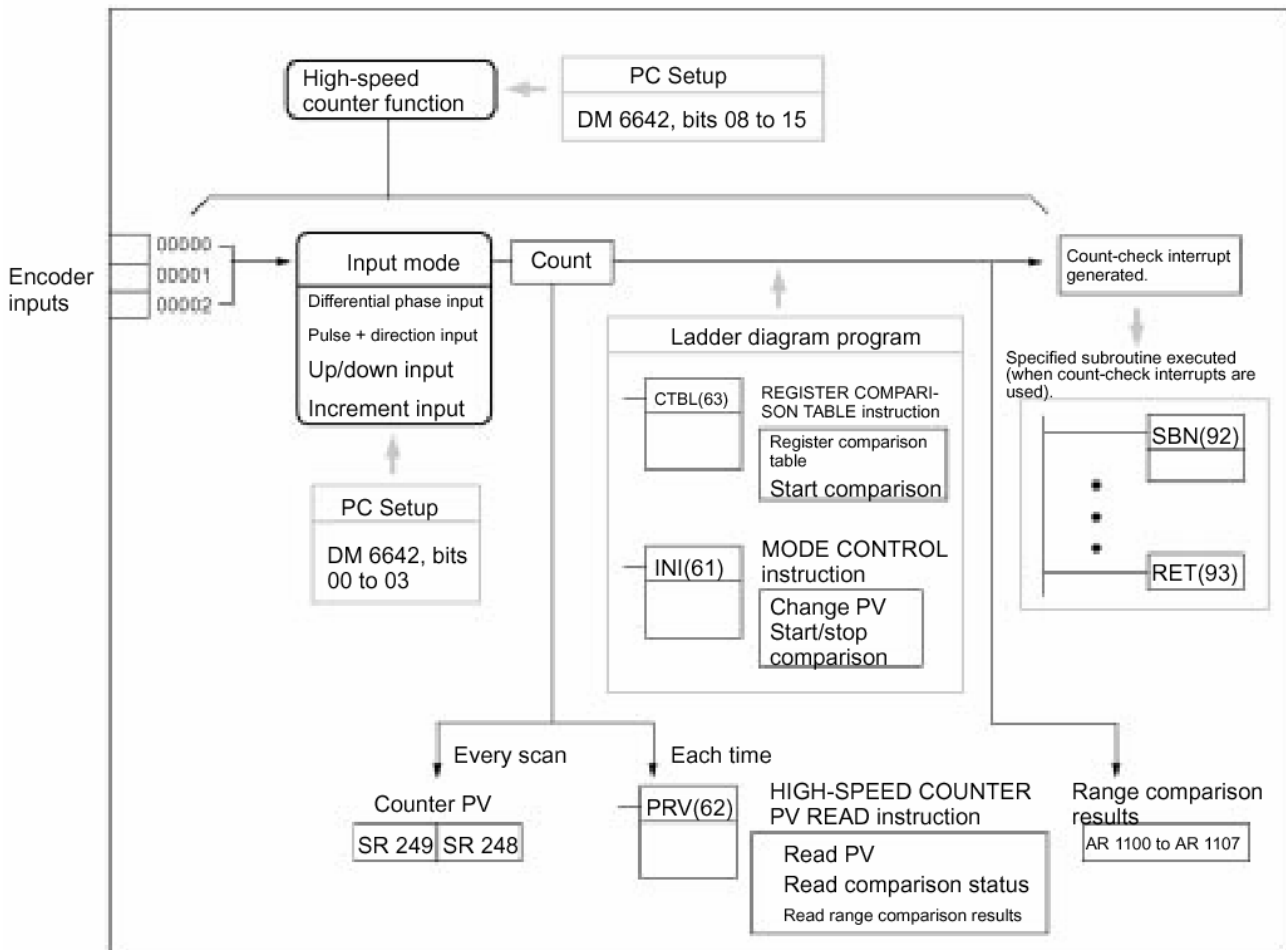 High-speed
counter function
PC Setup
DM 6642, bits 08 to 15
Encoder
inputs
00000
00001
00002
Input mode
Differential phase input
Pulse + direction input
Up/down input
Increment input
Count
Count-check interrupt
generated.
PC Setup
DM 6642, bits
00 to 03
Ladder diagram program
CTBL(63)
REGISTER COMPARI-
SON TABLE instruction
Register comparison
table
Start comparison
INI(61)
MODE CONTROL
instruction
Change PV
Start/stop
comparison
Specified subroutine executed
(when count-check interrupts are
used).
SBN(92)
RET(93)
Every scan
Counter PV
SR 249 SR 248
Each time
PRV(62)
HIGH-SPEED COUNTER
PV READ instruction
Read PV
Read comparison status
Read range comparison results
Range comparison
results
AR 1100 to AR 1107